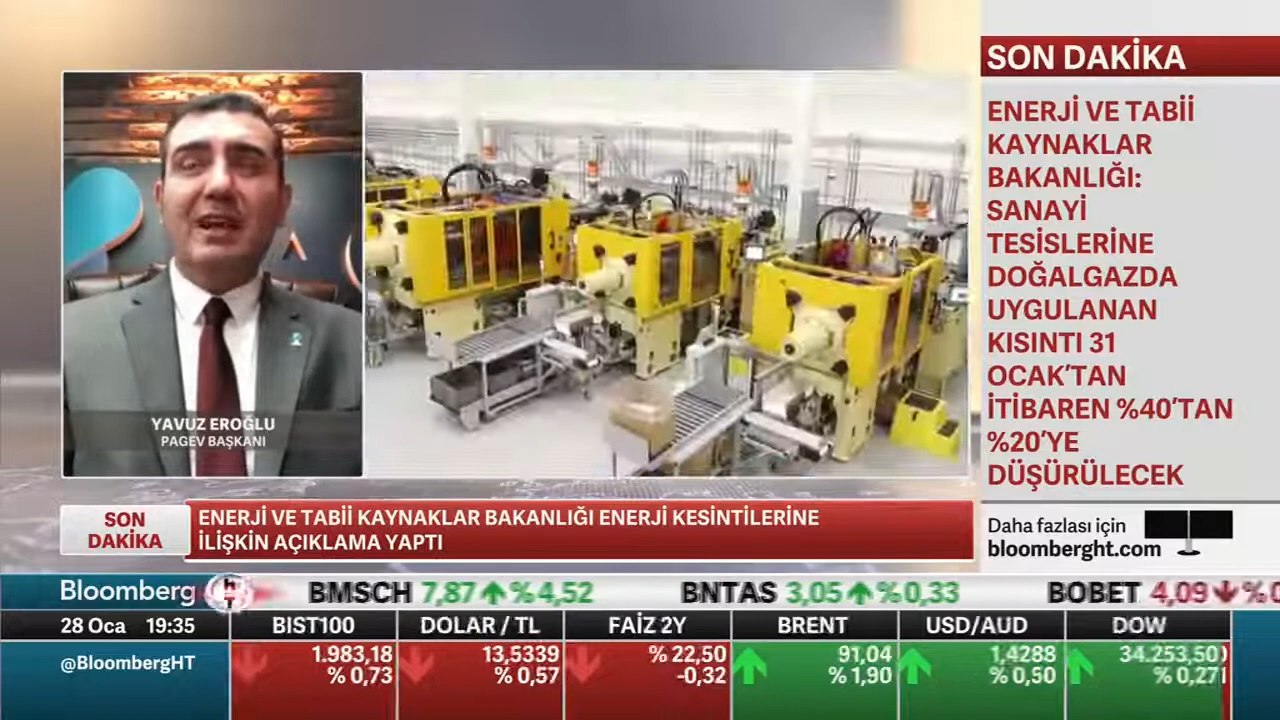 SON DAKİKA
ENERJİ VE TABİİ
KAYNAKLAR
BAKANLIĞI:
SANAYİ
TESİSLERİNE
DOĞALGAZDA
UYGULANAN
KISINTI 31
OCAK'TAN
İTİBAREN %40'TAN
%20'YE
DÜŞÜRÜLECEK
YAVUZ EROĞLU
PAGEV BAŞKANI
SON
DAKİKA
ENERJİ VE TABİİ KAYNAKLAR BAKANLIĞI ENERJİ KESİNTİLERİNE
İLİŞKİN AÇIKLAMA YAPTI
Daha fazlası için
bloomberght.com
Bloomberg HT
BMSCH 7,87 %4,52 BNTAS 3,05 %0,33 BOBET 4,09
28 Oca 19:35
@BloombergHT
BIST100 DOLAR / TL FAİZ 2Y BRENT USD/AUD DOW
1.983,18 13,5339 % 22,50 91,04 1,4288 34.253,50
% 0,73 % 0,57 -0,32 % 1,90 % 0,50 % 0,27